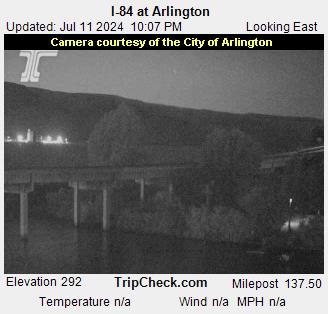 I-84 at Arlington
Updated: Jul 11 2024 10:07 PM Looking East
Camera courtesy of the City of Arlington
Elevation 292 TripCheck.com Milepost 137.50
Temperature n/a Wind n/a MPH n/a